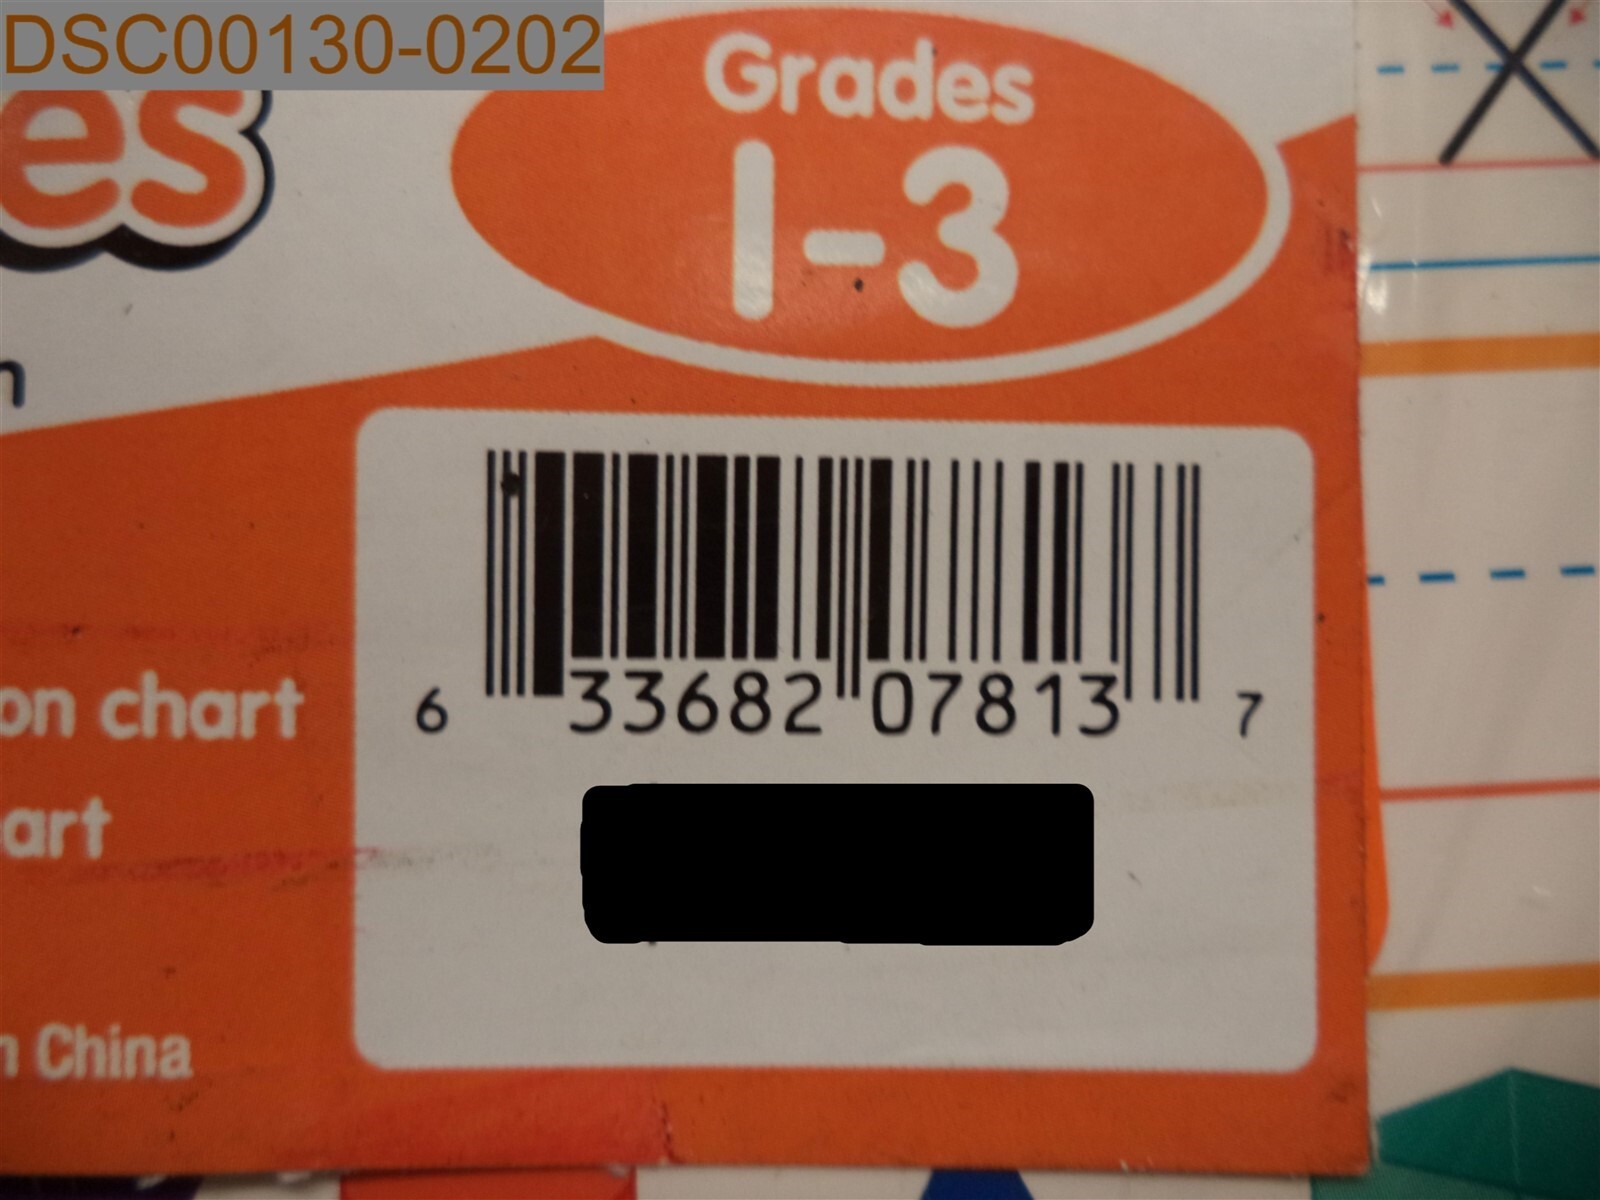 DSC00130-0202
es
Grades
1-3
n
on chart
art
n China
6 33682 07813 7
X